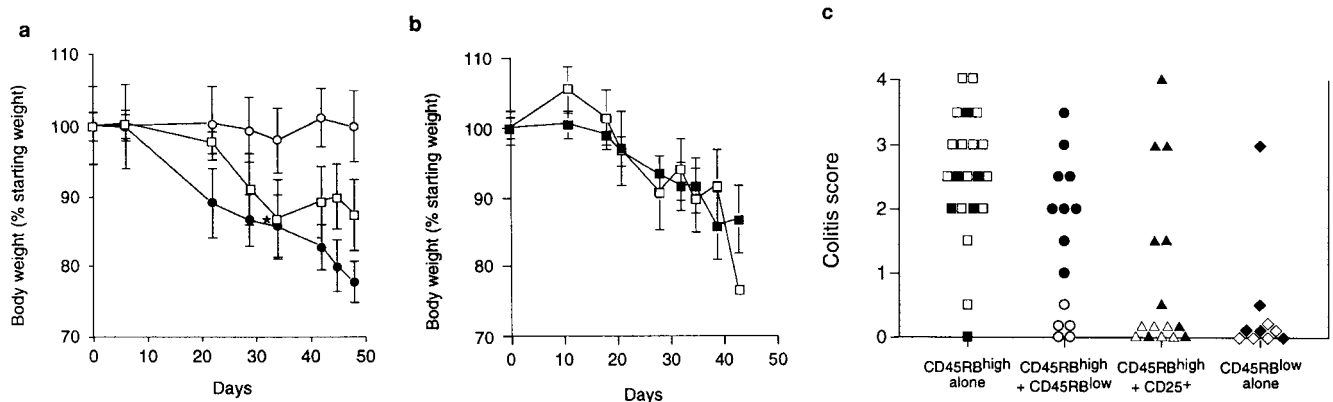 a
110
100
90
80
70
Body weight (% starting weight)
0 10 20 30 40 50
Days
*
b
110
100
90
80
70
Body weight (% starting weight)
0 10 20 30 40 50
Days
c
4
3
2
1
0
Colitis score
CD45RBhigh alone
CD45RBhigh + CD45RBlow
CD45RBhigh + CD25+
CD45RBlow alone